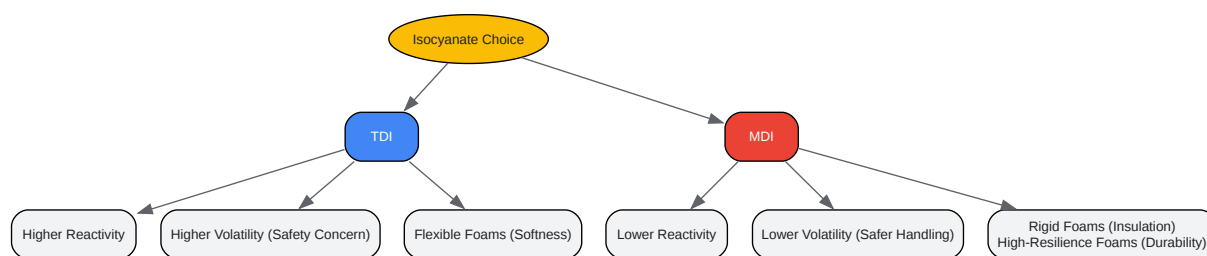 Isocyanate Choice
TDI
MDI
Higher Reactivity
Higher Volatility (Safety Concern)
Flexible Foams (Softness)
Lower Reactivity
Lower Volatility (Safer Handling)
Rigid Foams (Insulation)
High-Resilience Foams (Durability)